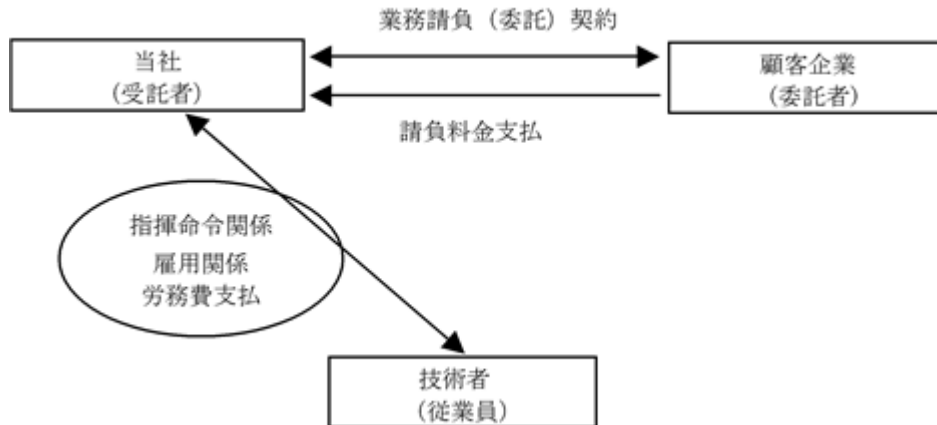 業務請負（委託）契約
当社
（受託者）
顧客企業
（委託者）
請負料金支払
指揮命令関係
雇用関係
労務費支払
技術者
（従業員）